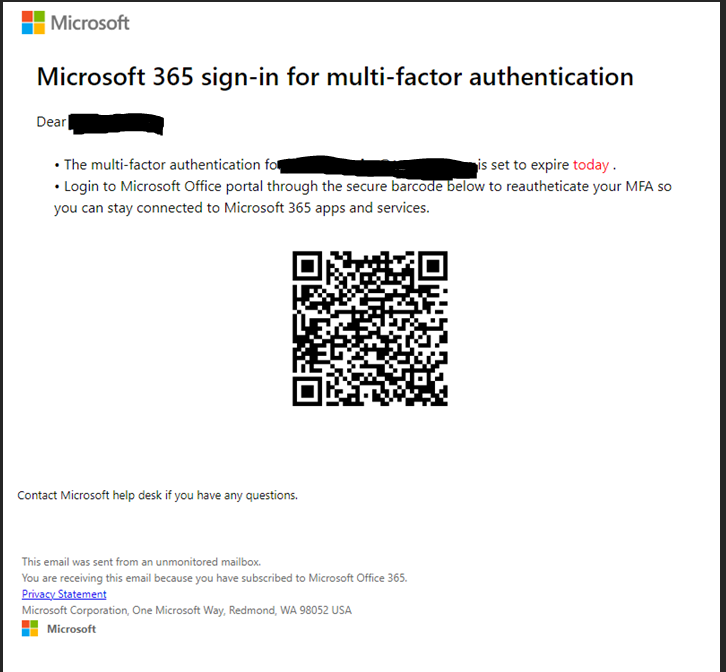 Microsoft
Microsoft 365 sign-in for multi-factor authentication
Dear
• The multi-factor authentication fo is set to expire today .
• Login to Microsoft Office portal through the secure barcode below to reautheticate your MFA so
you can stay connected to Microsoft 365 apps and services.
Contact Microsoft help desk if you have any questions.
This email was sent from an unmonitored mailbox.
You are receiving this email because you have subscribed to Microsoft Office 365.
Privacy Statement
Microsoft Corporation, One Microsoft Way, Redmond, WA 98052 USA
Microsoft